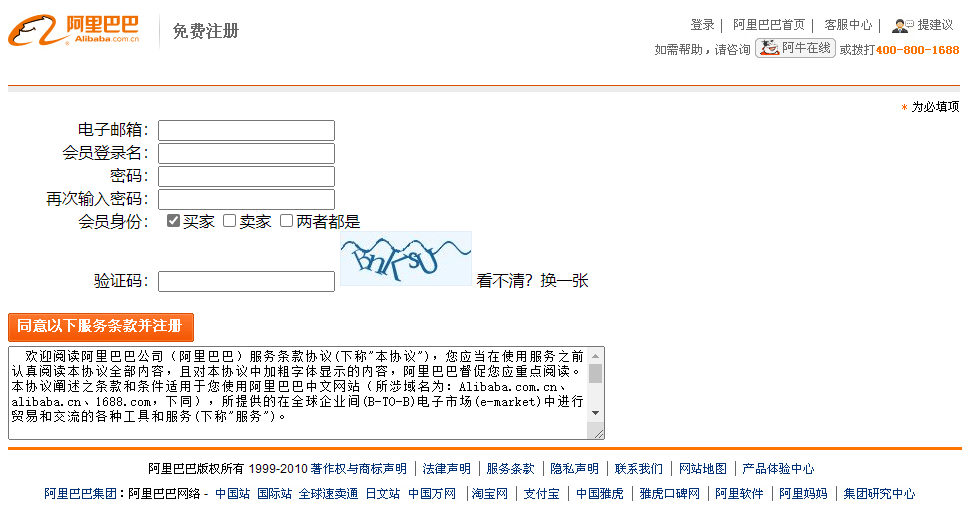 阿里巴巴
Alibaba.com.cn
免费注册
登录 | 阿里巴巴首页 | 客服中心 | 提建议
如需帮助，请咨询 阿牛在线 或拨打400-800-1688
* 为必填项
电子邮箱：
会员登录名：
密码：
再次输入密码：
会员身份： 买家 卖家 两者都是
验证码： 看不清？换一张
同意以下服务条款并注册
欢迎阅读阿里巴巴公司（阿里巴巴）服务条款协议(下称"本协议")，您应当在使用服务之前
认真阅读本协议全部内容，且对本协议中加粗字体显示的内容，阿里巴巴督促您应重点阅读。
本协议阐述之条款和条件适用于您使用阿里巴巴中文网站（所涉域名为：Alibaba.com.cn、
alibaba.cn、1688.com，下同），所提供的在全球企业间(B-TO-B)电子市场(e-market)中进行
贸易和交流的各种工具和服务(下称"服务")。
阿里巴巴版权所有 1999-2010 著作权与商标声明 | 法律声明 | 服务条款 | 隐私声明 | 联系我们 | 网站地图 | 产品体验中心
阿里巴巴集团：阿里巴巴网络 - 中国站 国际站 全球速卖通 日文站 中国万网 | 淘宝网 | 支付宝 | 中国雅虎 | 雅虎口碑网 | 阿里软件 | 阿里妈妈 | 集团研究中心